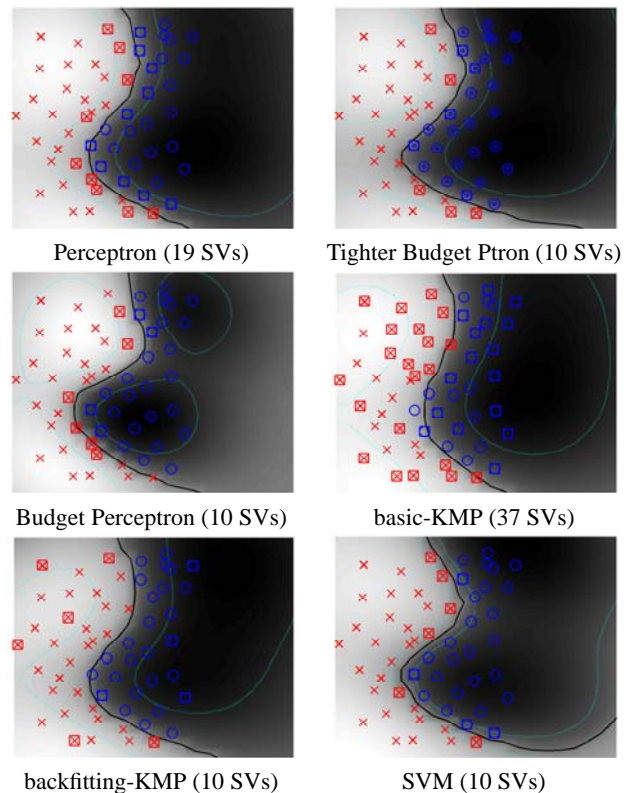 Perceptron (19 SVs)
Tighter Budget Ptron (10 SVs)
Budget Perceptron (10 SVs)
basic-KMP (37 SVs)
backfitting-KMP (10 SVs)
SVM (10 SVs)